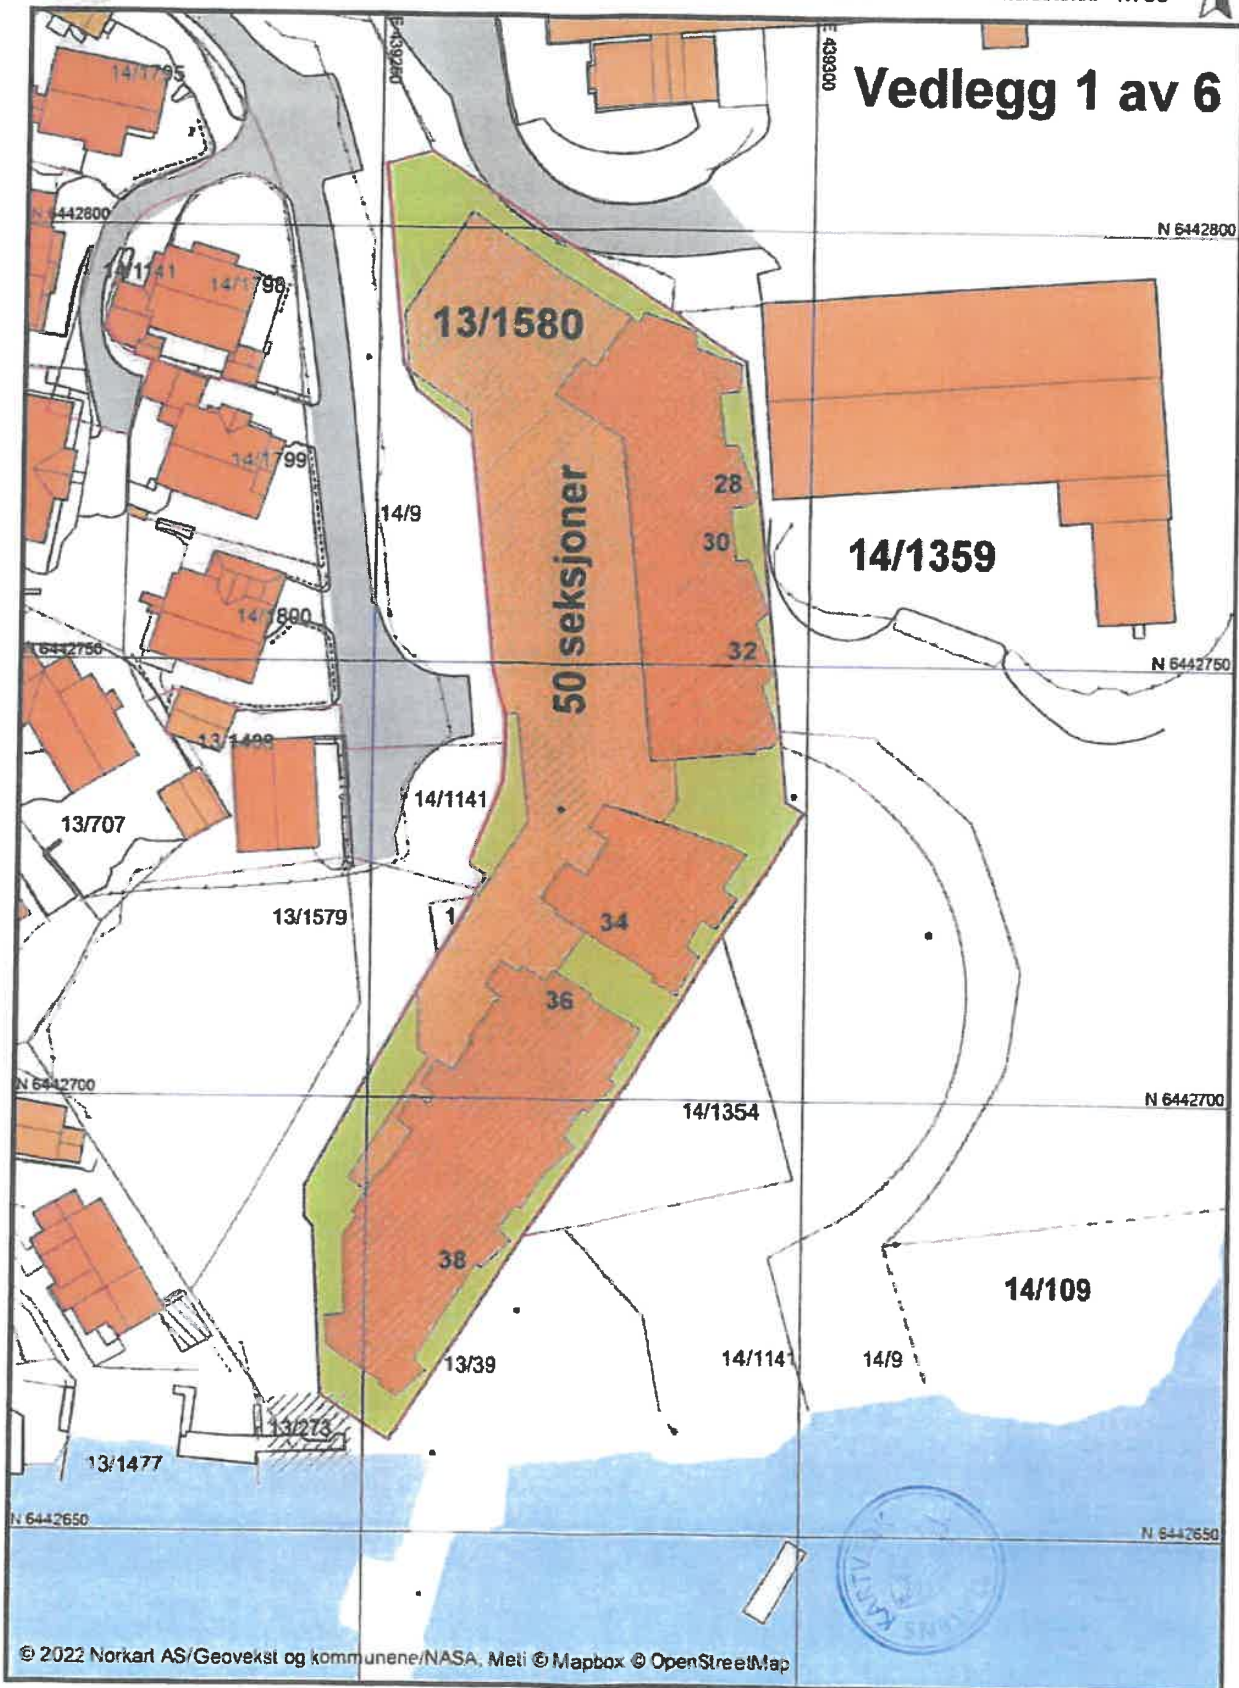 Vedlegg 1 av 6
E 439300
14/1795
N 6442800
N 6442800
14/1141
14/1798
13/1580
14/1799
28
14/9
30
50 seksjoner
14/1359
14/1800
32
N 6442750
N 6442750
14/1141
13/707
13/1579
1
34
36
N 6442700
N 6442700
14/1354
38
14/109
13/39
14/1141
14/9
13/273
13/1477
N 6442650
N 6442650
© 2022 Norkart AS/Geovekst og kommunene/NASA, Meti © Mapbox © OpenStreetMap